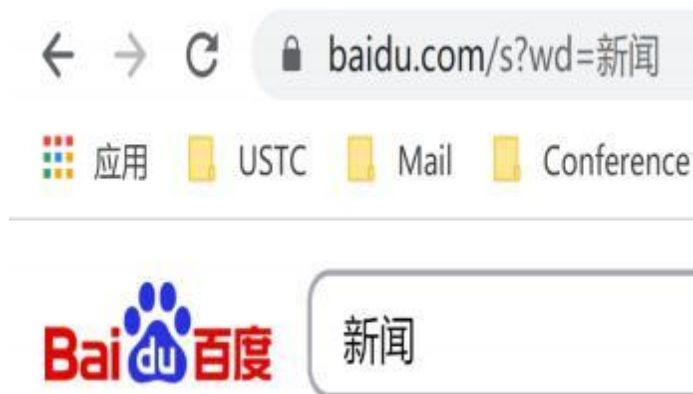 baidu.com/s?wd=新闻
应用 USTC Mail Conference
Bai du 百度 新闻